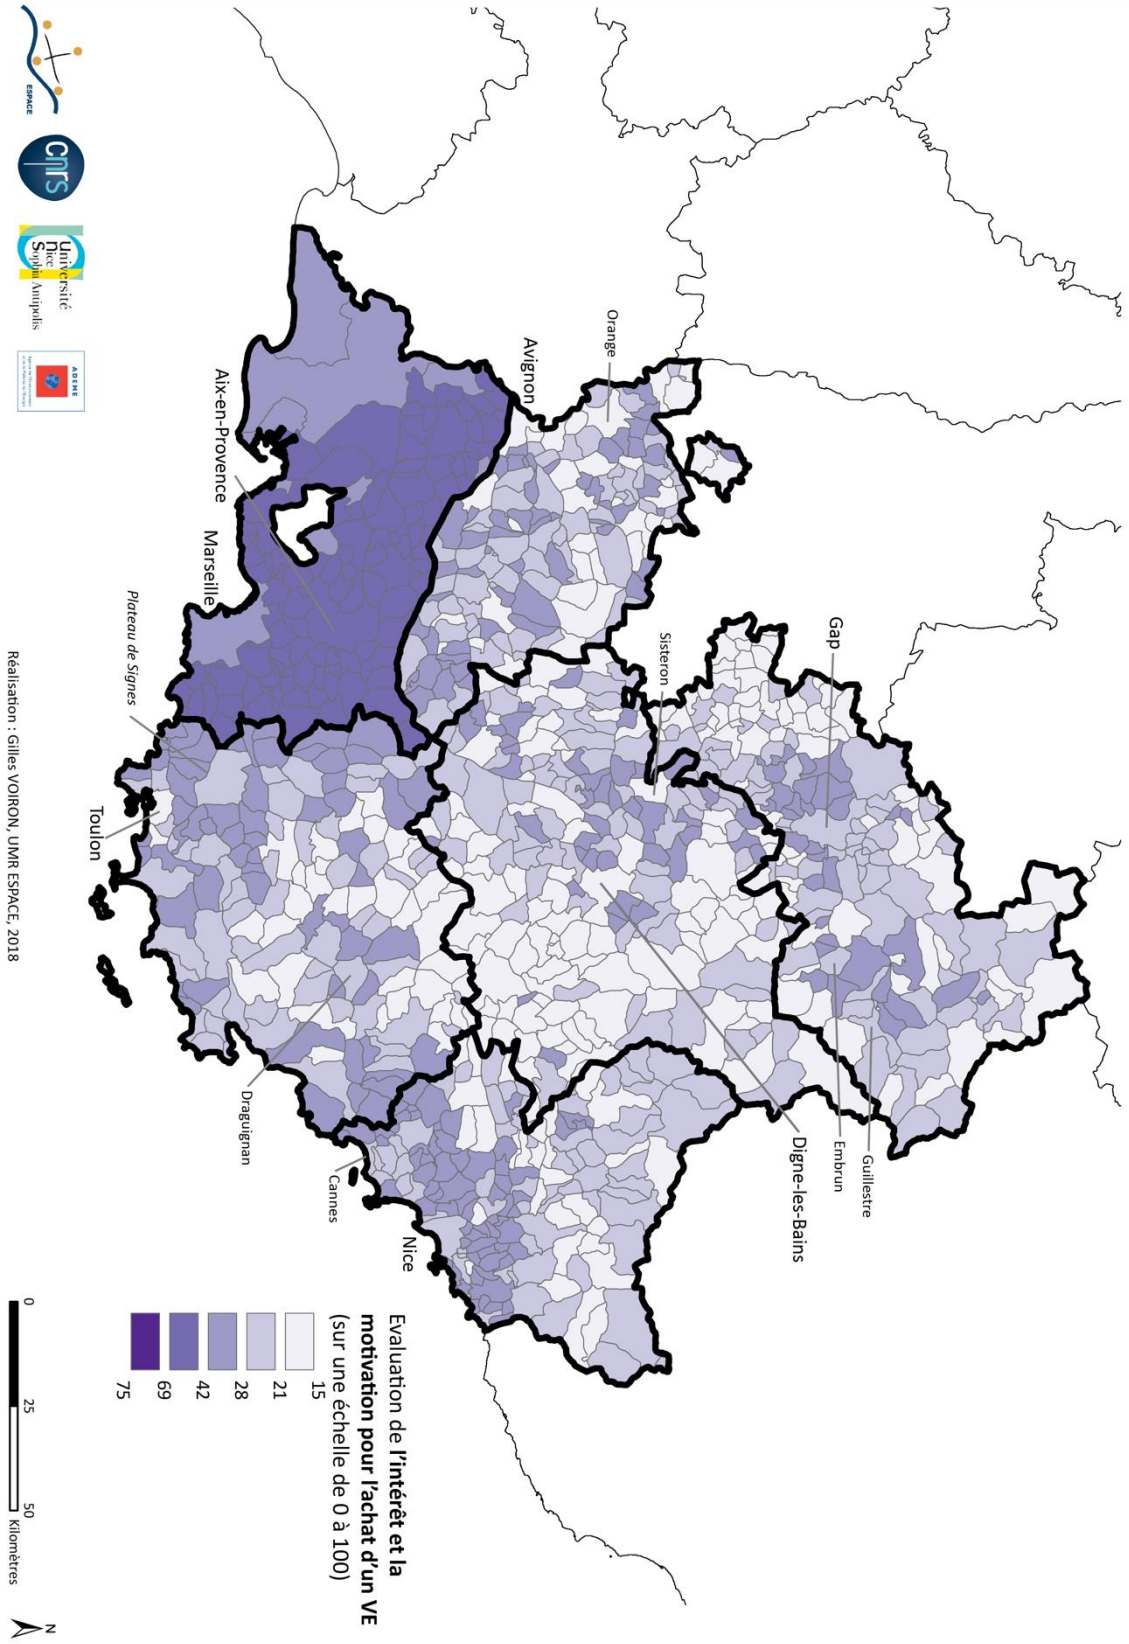 Gap
Guillestre
Embrun
Sisteron
Orange
Digne-les-Bains
Avignon
Nice
Cannes
Draguignan
Aix-en-Provence
Marseille
Plateau de Signes
Toulon
Evaluation de l'intérêt et la
motivation pour l'achat d'un VE
(sur une échelle de 0 à 100)
15
21
28
42
69
75
ESPACE
cnrs
Université
nice
Sophia Antipolis
ADEME
Réalisation : Gilles VOIRON, UMR ESPACE, 2018
0
25
50
Kilomètres
N